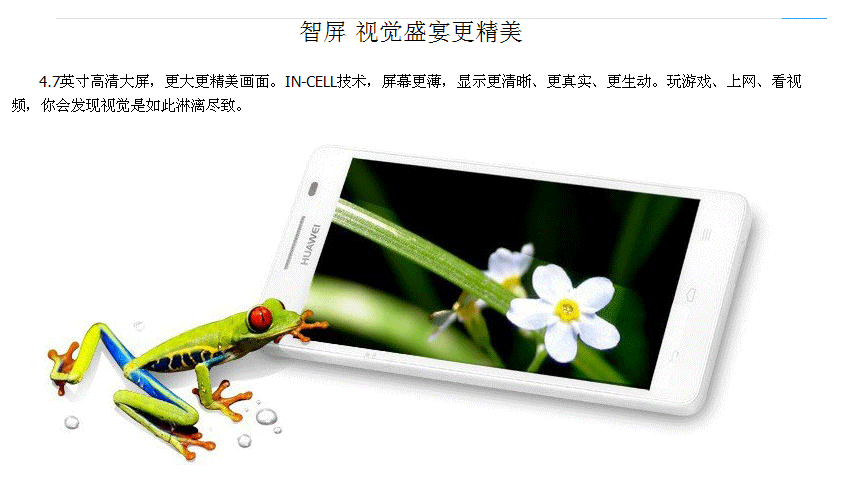 智屏 视觉盛宴更精美
4.7英寸高清大屏，更大更精美画面。IN-CELL技术，屏幕更薄，显示更清晰、更真实、更生动。玩游戏、上网、看视
频，你会发现视觉是如此淋漓尽致。
HUAWEI